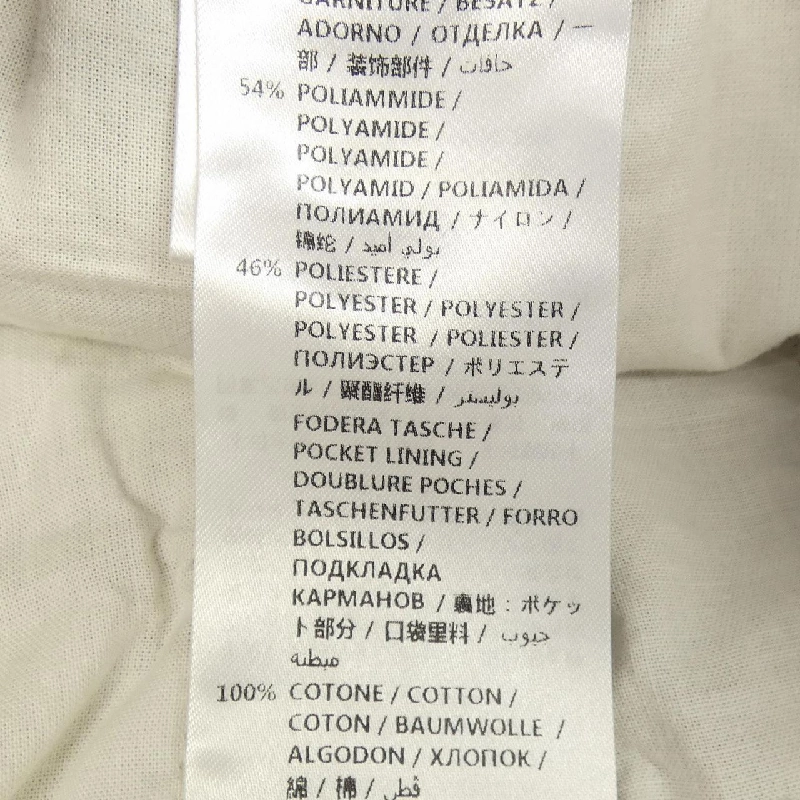 GARNITURE / BESATZ /
ADORNO / ОТДЕЛКА / 一
部 / 装饰部件 / حافات
54% POLIAMMIDE /
POLYAMIDE /
POLYAMIDE /
POLYAMID / POLIAMIDA /
ПОЛИАМИД / ナイロン /
锦纶 / بولي أميد /
46% POLIESTERE /
POLYESTER / POLYESTER /
POLYESTER / POLIESTER /
ПОЛИЭСТЕР / ポリエステ
ル / 聚酯纤维 / بوليستر
FODERA TASCHE /
POCKET LINING /
DOUBLURE POCHES /
TASCHENFUTTER / FORRO
BOLSILLOS /
ПОДКЛАДКА
КАРМАНОВ / 裏地 : ポケッ
ト部分 / 口袋里料 / جيوب
مبطنة
100% COTONE / COTTON /
COTON / BAUMWOLLE /
ALGODON / ХЛОПОК /
綿 / 棉 / قطن